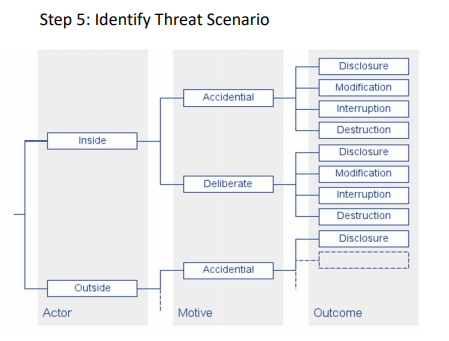 Step 5: Identify Threat Scenario
Disclosure
Modification
Accidential
Interruption
Destruction
Inside
Disclosure
Modification
Deliberate
Interruption
Destruction
Disclosure
Accidential
Outside
Actor
Motive
Outcome